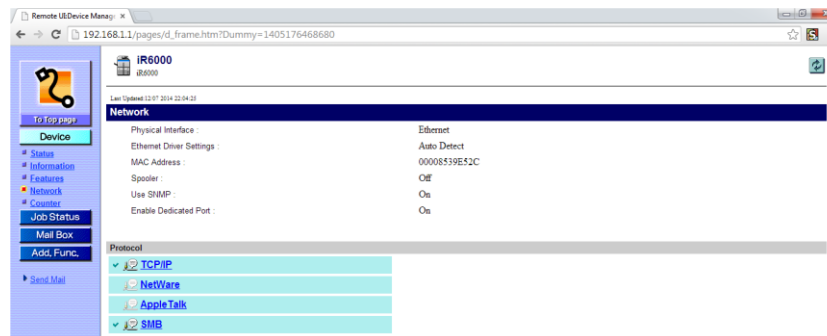 Remote UI:Device Manag
192.168.1.1/pages/d_frame.htm?Dummy=1405176468680
iR6000
iR6000
To Top page
Last Updated:12/07 2014 22:04:25
Device
Status
Information
Features
Network
Counter
Job Status
Mail Box
Add. Func.
Send Mail
Network
Physical Interface : Ethernet
Ethernet Driver Settings : Auto Detect
MAC Address : 00008539E52C
Spooler : Off
Use SNMP : On
Enable Dedicated Port : On
Protocol
TCP/IP
NetWare
AppleTalk
SMB